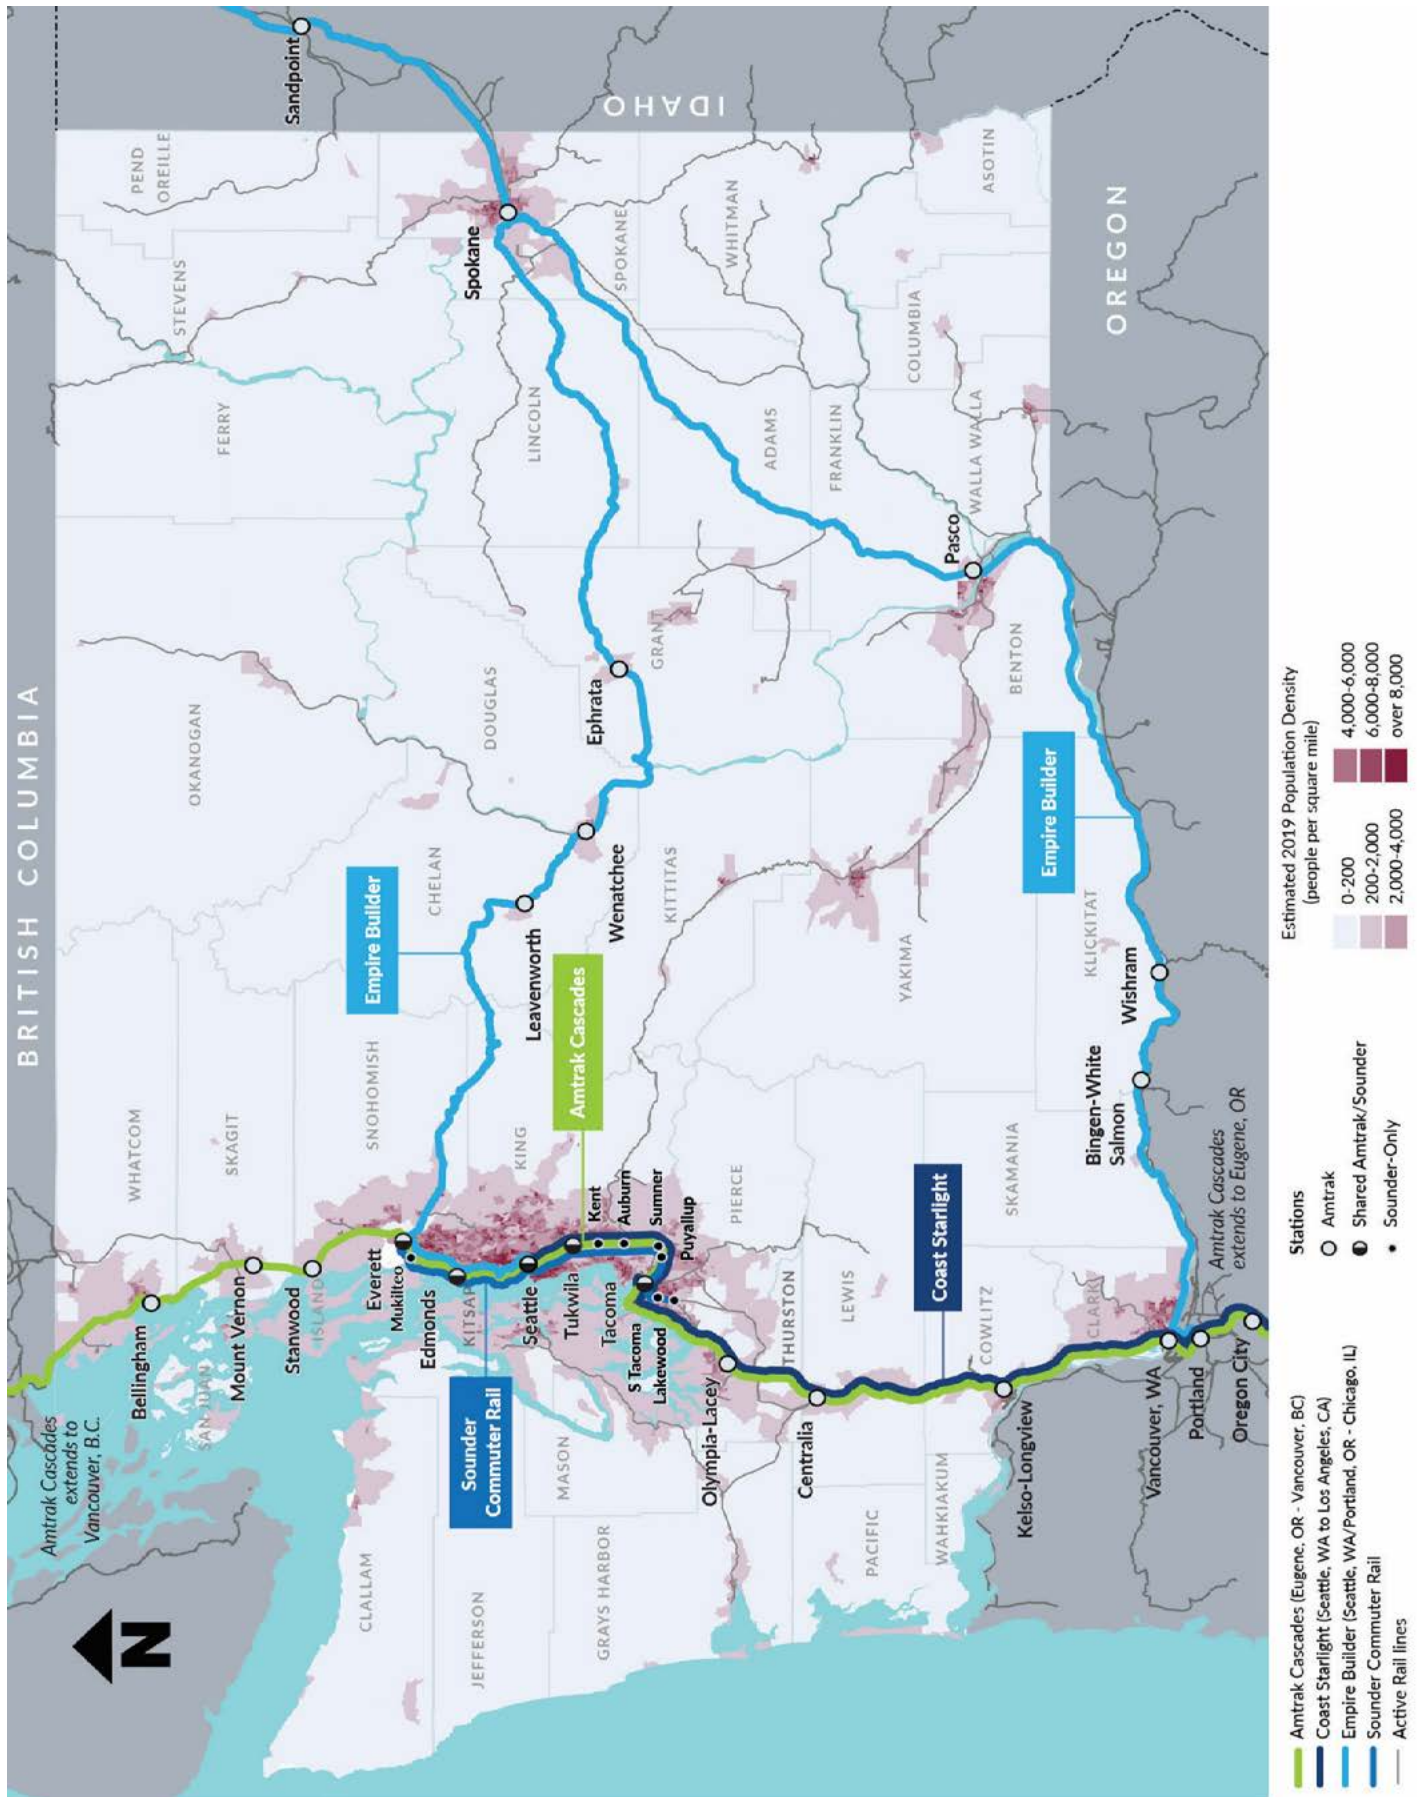 BRITISH COLUMBIA
IDAHO
OREGON
N
Amtrak Cascades
extends to
Vancouver, B.C.
WHATCOM
SKAGIT
SAN JUAN
ISLAND
SNOHOMISH
OKANOGAN
FERRY
STEVENS
PEND
OREILLE
CHELAN
DOUGLAS
LINCOLN
SPOKANE
CLALLAM
JEFFERSON
KITSAP
KING
MASON
GRAYS HARBOR
KITTITAS
GRANT
ADAMS
WHITMAN
PIERCE
THURSTON
LEWIS
PACIFIC
WAHKIAKUM
COWLITZ
YAKIMA
FRANKLIN
BENTON
WALLA WALLA
COLUMBIA
ASOTIN
SKAMANIA
CLARK
KLICKITAT
Bellingham
Mount Vernon
Stanwood
Everett
Mukilteo
Edmonds
Seattle
Tukwila
Kent
Auburn
Sumner
Puyallup
Tacoma
S Tacoma
Lakewood
Olympia-Lacey
Centralia
Kelso-Longview
Vancouver, WA
Portland
Oregon City
Leavenworth
Wenatchee
Ephrata
Spokane
Sandpoint
Pasco
Wishram
Bingen-White
Salmon
Empire Builder
Amtrak Cascades
Sounder
Commuter Rail
Coast Starlight
Empire Builder
Amtrak Cascades
extends to Eugene, OR
Amtrak Cascades (Eugene, OR - Vancouver, BC)
Coast Starlight (Seattle, WA to Los Angeles, CA)
Empire Builder (Seattle, WA/Portland, OR - Chicago, IL)
Sounder Commuter Rail
Active Rail lines
Stations
Amtrak
Shared Amtrak/Sounder
Sounder-Only
Estimated 2019 Population Density
(people per square mile)
0-200
200-2,000
2,000-4,000
4,000-6,000
6,000-8,000
over 8,000